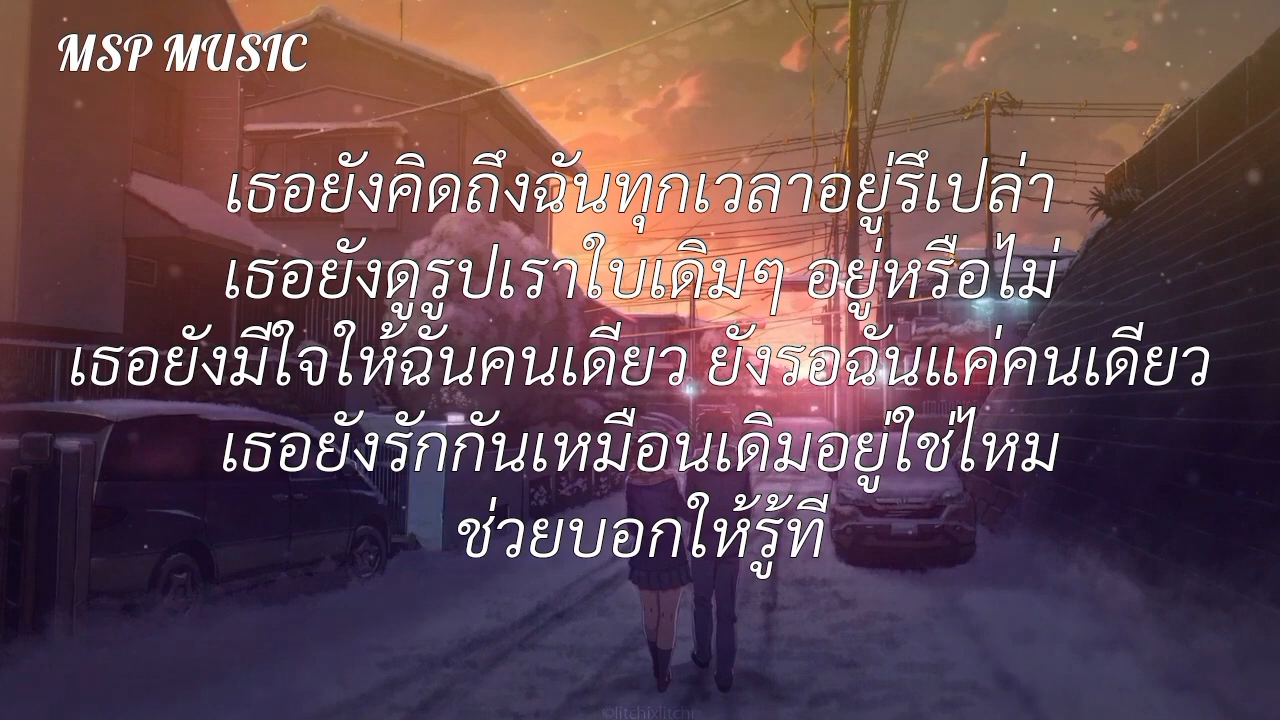 MSP MUSIC
เธอยังคิดถึงฉันทุกเวลาอยู่รึเปล่า
เธอยังดูรูปเราใบเดิมๆ อยู่หรือไม่
เธอยังมีใจให้ฉันคนเดียว ยังรอฉันแค่คนเดียว
เธอยังรักกันเหมือนเดิมอยู่ใช่ไหม
ช่วยบอกให้รู้ที